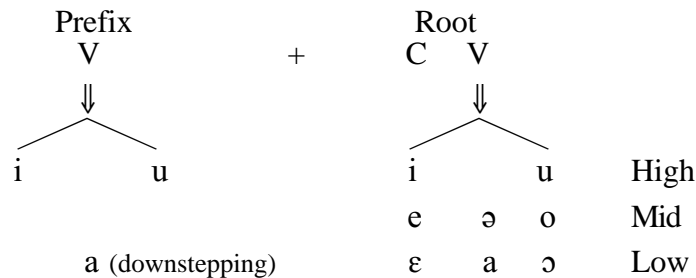 Prefix Root
V + C V
⇓ ⇓
i u i u High
e ə o Mid
a (downstepping) ɛ a ɔ Low